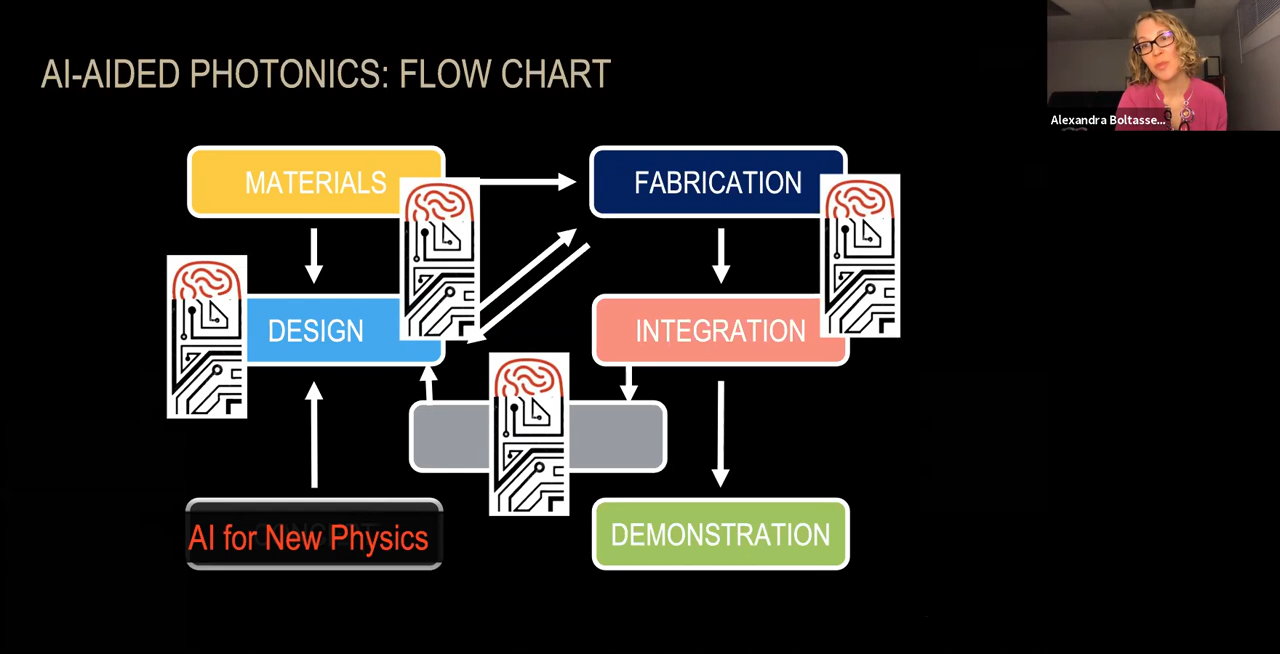 AI-AIDED PHOTONICS: FLOW CHART
Alexandra Boltasse...
MATERIALS
FABRICATION
DESIGN
INTEGRATION
AI for New Physics
DEMONSTRATION